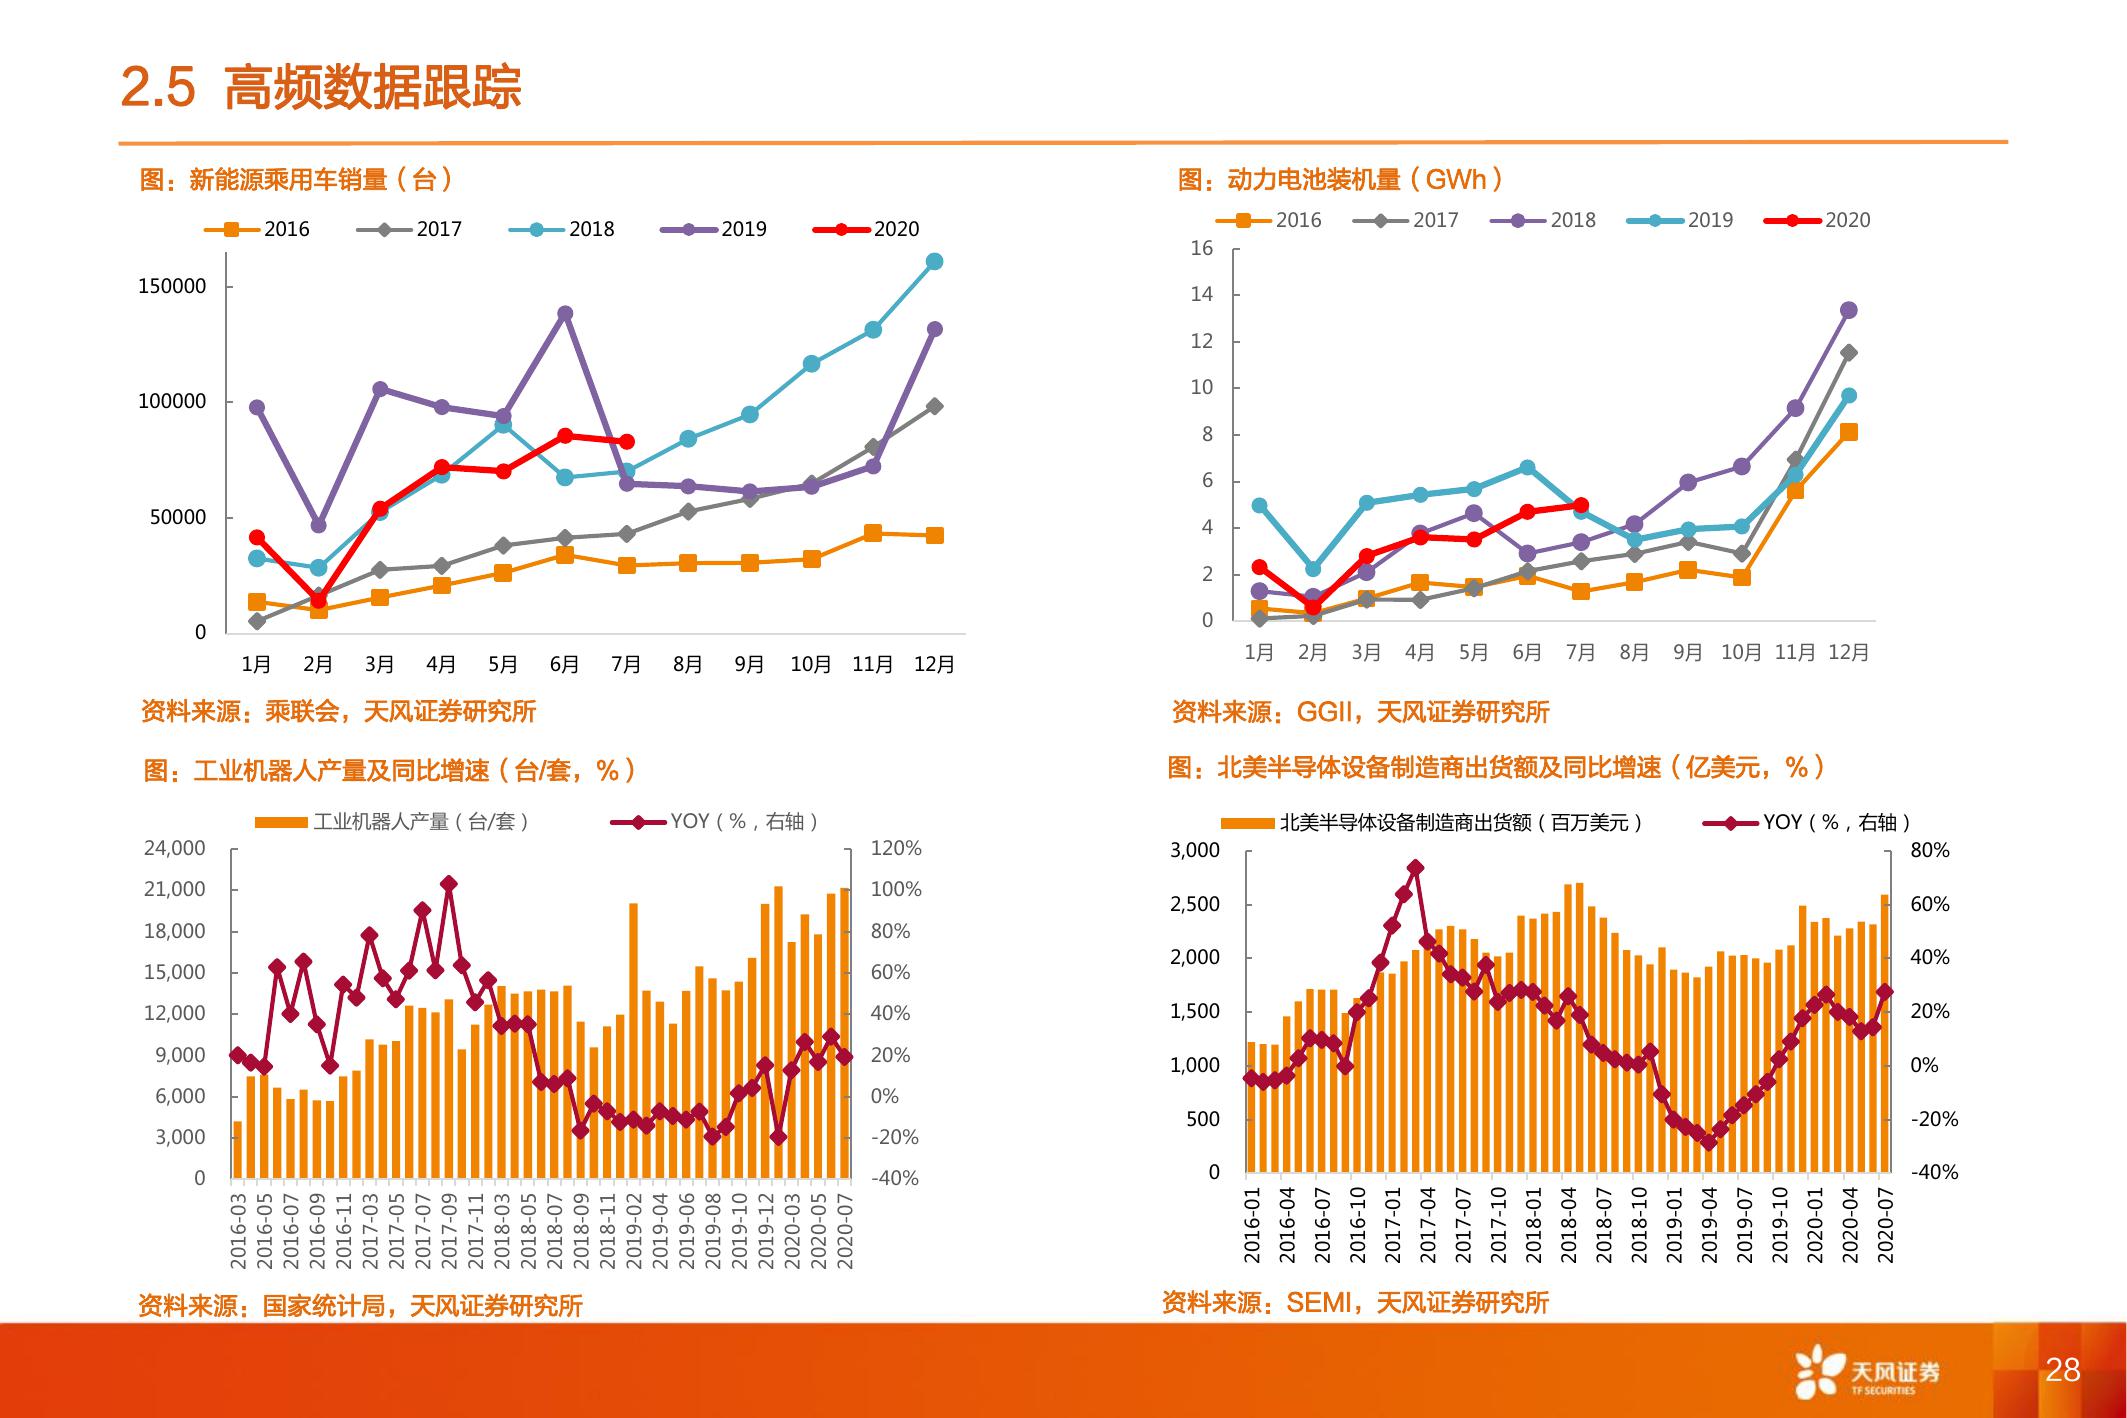 2.5 高频数据跟踪
图：新能源乘用车销量（台）
2016 2017 2018 2019 2020
150000
100000
50000
0
1月 2月 3月 4月 5月 6月 7月 8月 9月 10月 11月 12月
资料来源：乘联会，天风证券研究所
图：动力电池装机量（GWh）
2016 2017 2018 2019 2020
16
14
12
10
8
6
4
2
0
1月 2月 3月 4月 5月 6月 7月 8月 9月 10月 11月 12月
资料来源：GGII，天风证券研究所
图：工业机器人产量及同比增速（台/套，%）
工业机器人产量（台/套） YOY（%，右轴）
24,000 120%
21,000 100%
18,000 80%
15,000 60%
12,000 40%
9,000 20%
6,000 0%
3,000 -20%
0 -40%
2016-03 2016-05 2016-07 2016-09 2016-11 2017-03 2017-05 2017-07 2017-09 2017-11 2018-03 2018-05 2018-07 2018-09 2018-11 2019-02 2019-04 2019-06 2019-08 2019-10 2019-12 2020-03 2020-05 2020-07
资料来源：国家统计局，天风证券研究所
图：北美半导体设备制造商出货额及同比增速（亿美元，%）
北美半导体设备制造商出货额（百万美元） YOY（%，右轴）
3,000 80%
2,500 60%
2,000 40%
1,500 20%
1,000 0%
500 -20%
0 -40%
2016-01 2016-04 2016-07 2016-10 2017-01 2017-04 2017-07 2017-10 2018-01 2018-04 2018-07 2018-10 2019-01 2019-04 2019-07 2019-10 2020-01 2020-04 2020-07
资料来源：SEMI，天风证券研究所
天风证券
TF SECURITIES
28